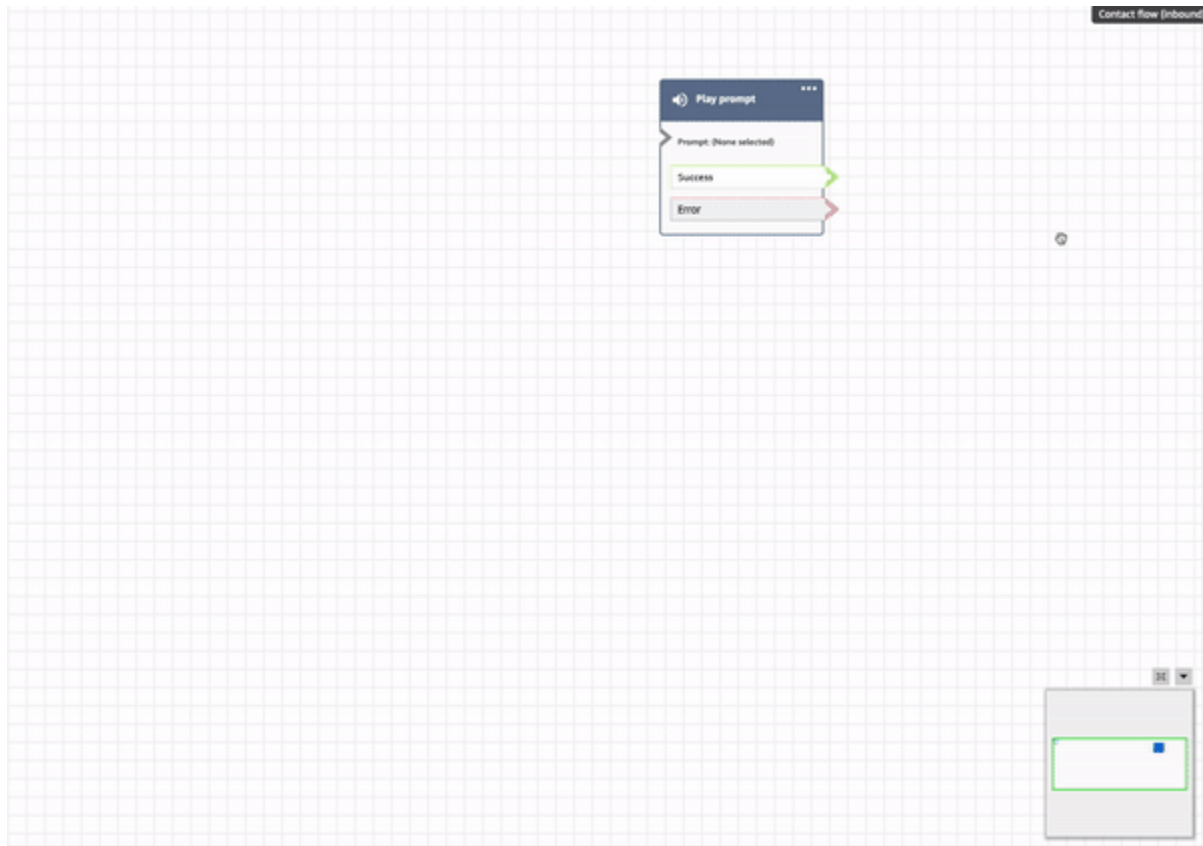 Contact flow (inbound
Play prompt
Prompt: (None selected)
Success
Error